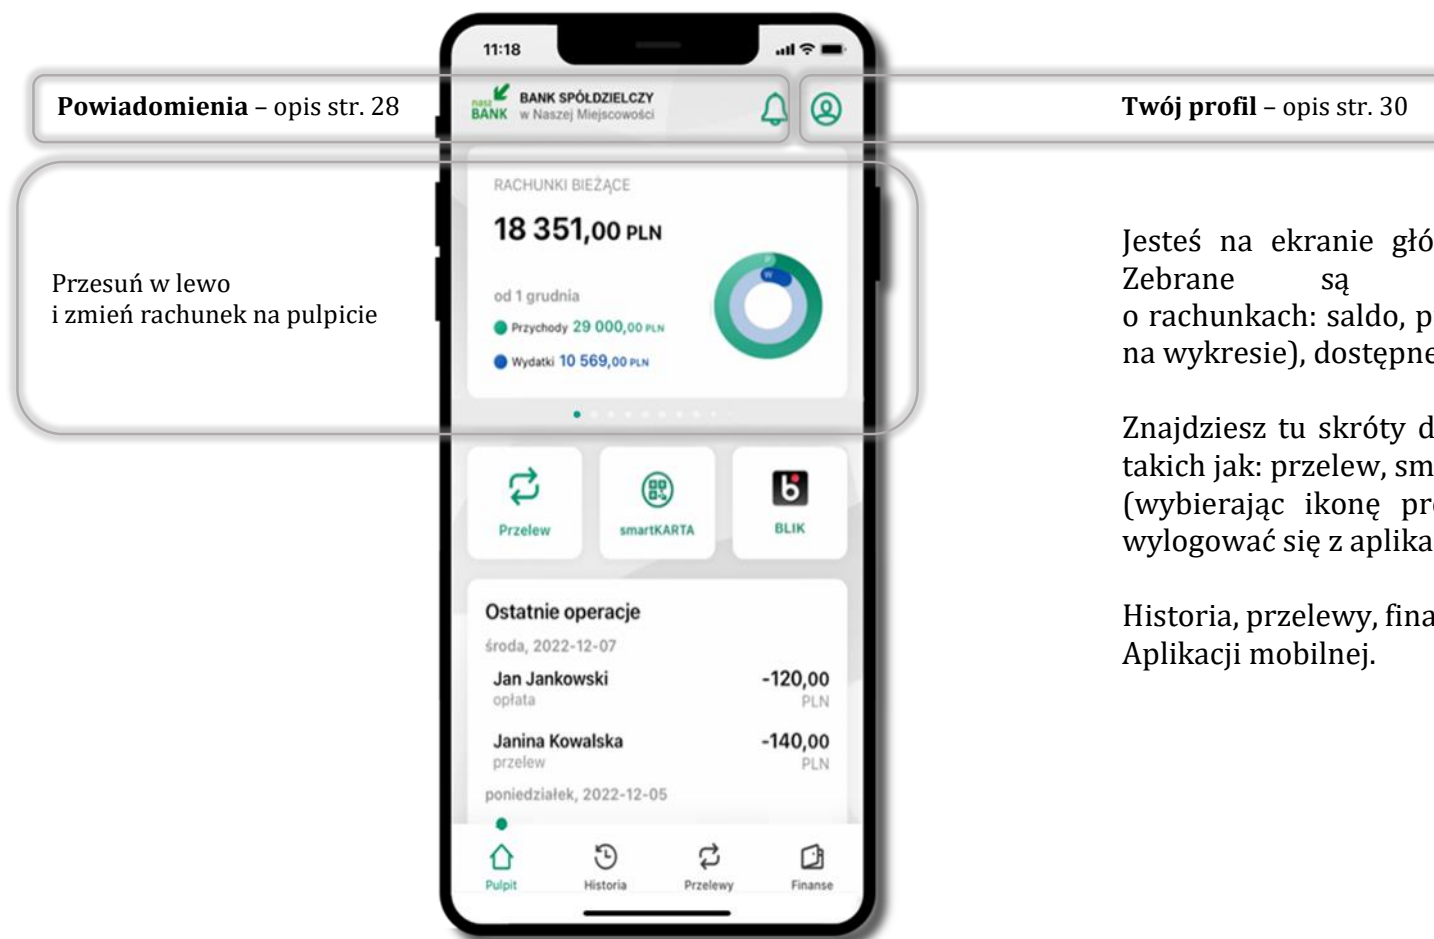 11:18
Powiadomienia – opis str. 28
nasz BANK
BANK SPÓŁDZIELCZY
w Naszej Miejscowości
Twój profil – opis str. 30
RACHUNKI BIEŻĄCE
18 351,00 PLN
od 1 grudnia
Przychody 29 000,00 PLN
Wydatki 10 569,00 PLN
P
W
Przesuń w lewo
i zmień rachunek na pulpicie
Przelew
smartKARTA
BLIK
Ostatnie operacje
środa, 2022-12-07
Jan Jankowski -120,00
opłata PLN
Janina Kowalska -140,00
przelew PLN
poniedziałek, 2022-12-05
Pulpit Historia Przelewy Finanse
Jesteś na ekranie głó
Zebrane są
o rachunkach: saldo, p
na wykresie), dostępne
Znajdziesz tu skróty d
takich jak: przelew, sm
(wybierając ikonę pr
wylogować się z aplika
Historia, przelewy, fina
Aplikacji mobilnej.